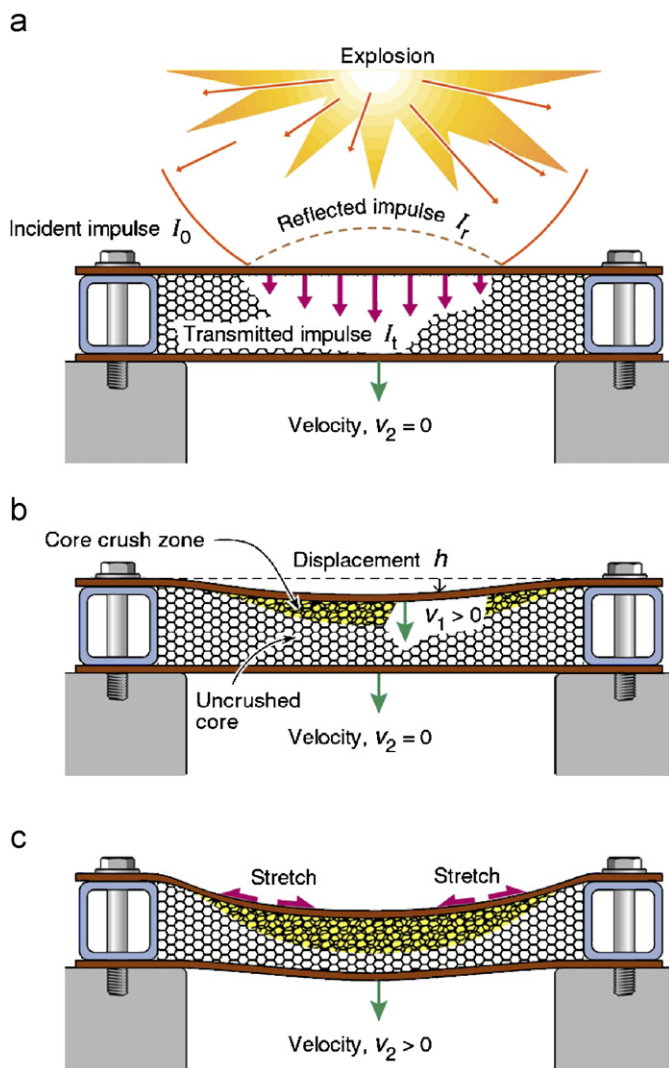 a
Explosion
Reflected impulse Ir
Incident impulse I0
Transmitted impulse It
Velocity, v2 = 0
b
Core crush zone
Displacement h
v1 > 0
Uncrushed
core
Velocity, v2 = 0
c
Stretch
Stretch
Velocity, v2 > 0